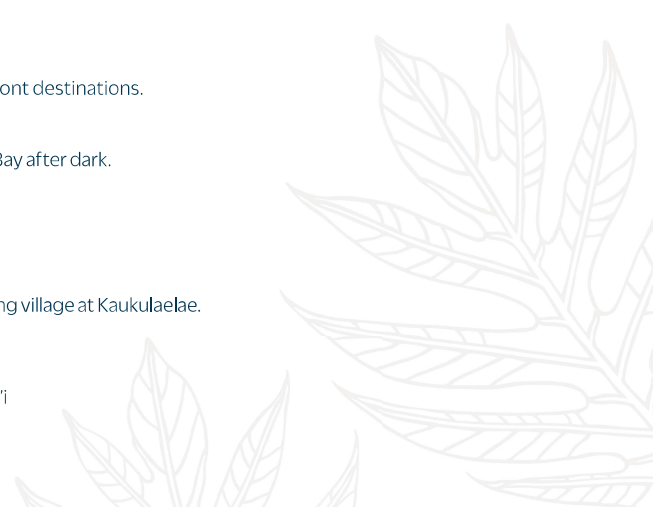 ont destinations.
Bay after dark.
ng village at Kaukulaelae.
'i